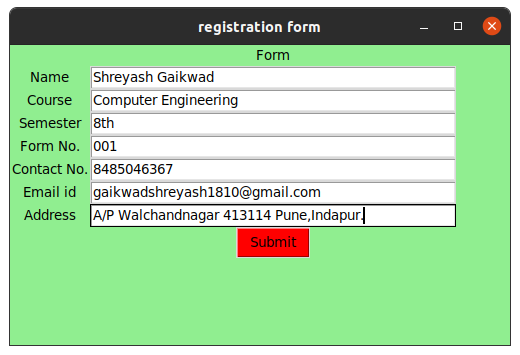 registration form
Form
Name Shreyash Gaikwad
Course Computer Engineering
Semester 8th
Form No. 001
Contact No. 8485046367
Email id gaikwadshreyash1810@gmail.com
Address A/P Walchandnagar 413114 Pune,Indapur.
Submit